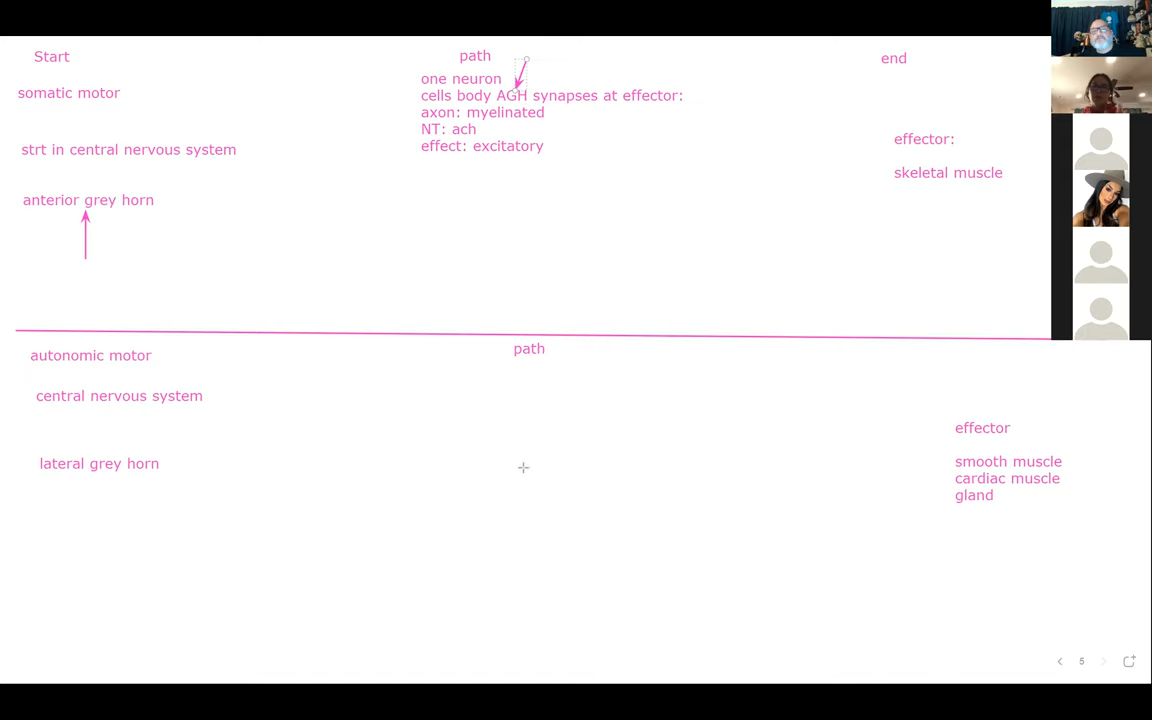 Start
path
end
somatic motor
one neuron
cells body AGH synapses at effector:
axon: myelinated
NT: ach
effect: excitatory
strt in central nervous system
effector:
skeletal muscle
anterior grey horn
autonomic motor
path
central nervous system
effector
lateral grey horn
smooth muscle
cardiac muscle
gland
5